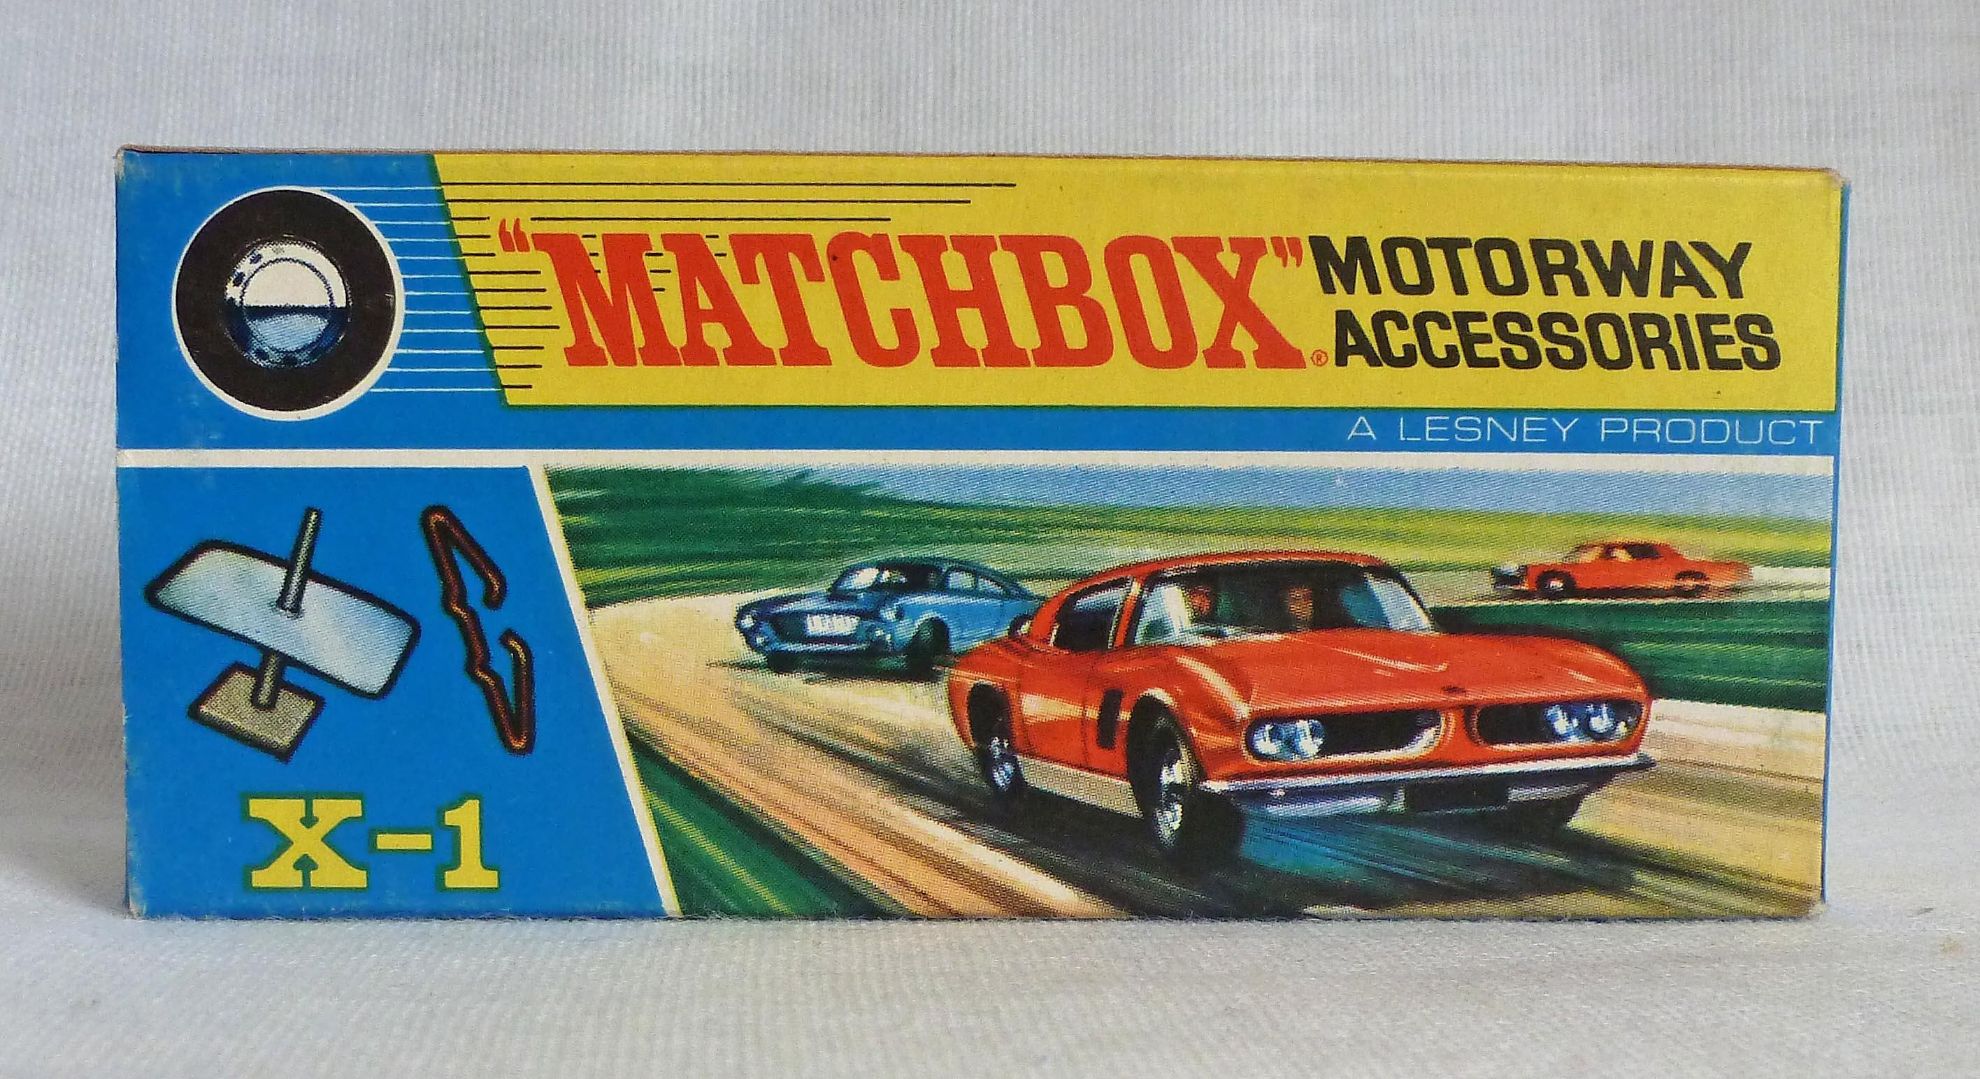 "MATCHBOX"® MOTORWAY
ACCESSORIES
A LESNEY PRODUCT
X-1